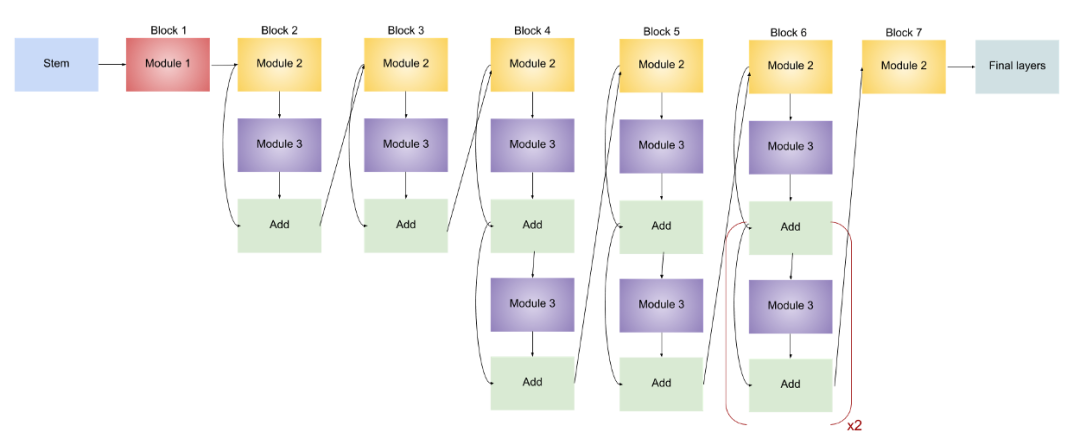 Block 1
Block 2
Block 3
Block 4
Block 5
Block 6
Block 7
Stem
Module 1
Module 2
Module 2
Module 2
Module 2
Module 2
Module 2
Final layers
Module 3
Module 3
Module 3
Module 3
Module 3
Add
Add
Add
Add
Add
Module 3
Module 3
Module 3
Add
Add
Add
x2